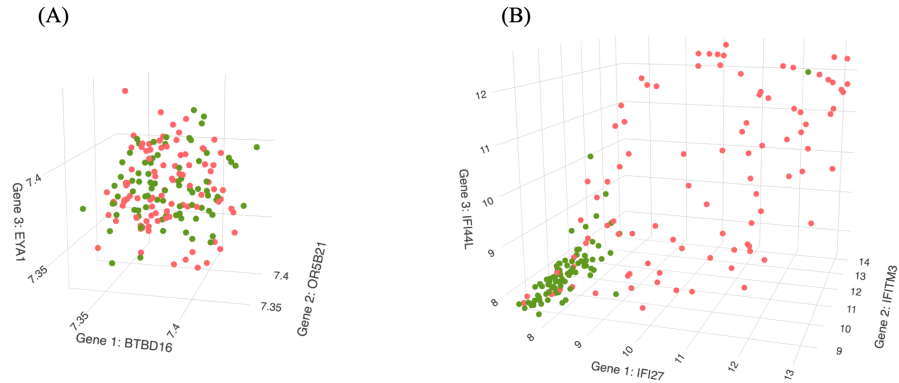 (A)
(B)
Gene 3: EYA1
7.4
7.35
7.35
7.4
Gene 1: BTBD16
7.4
7.35
Gene 2: OR5B21
Gene 3: IFI44L
12
11
10
9
8
8
9
10
11
12
13
Gene 1: IFI27
14
13
12
11
10
9
Gene 2: IFITM3